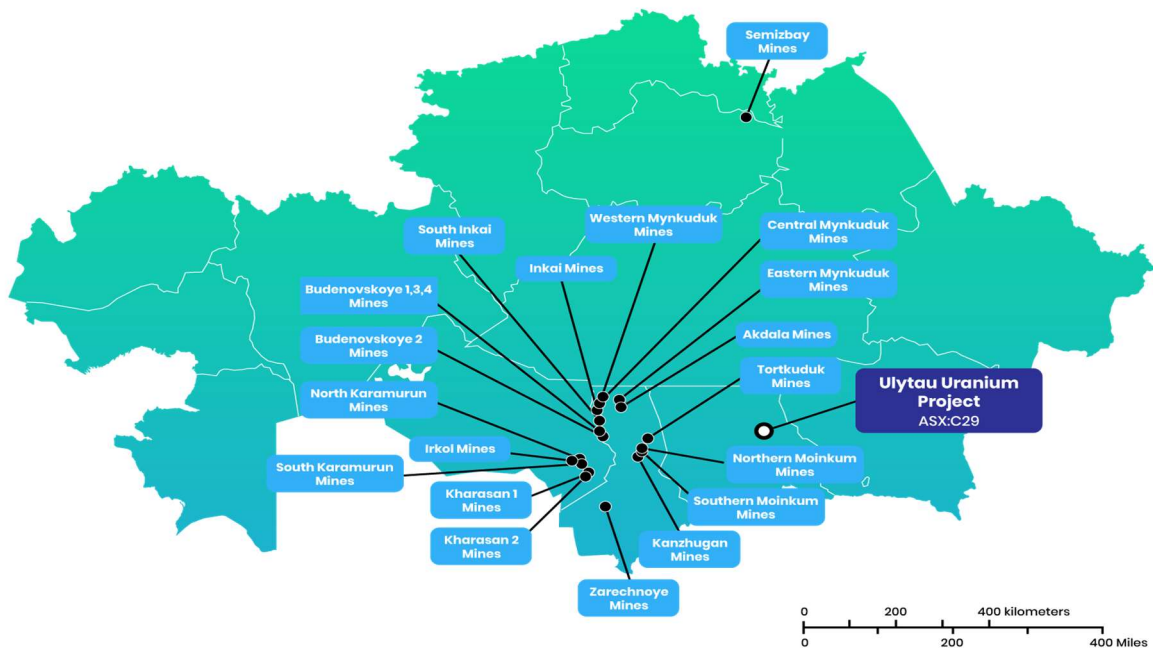 Semizbay
Mines
Western Mynkuduk
Mines
Central Mynkuduk
Mines
South Inkai
Mines
Inkai Mines
Eastern Mynkuduk
Mines
Budenovskoye 1,3,4
Mines
Akdala Mines
Budenovskoye 2
Mines
Tortkuduk
Mines
Ulytau Uranium
Project
ASX:C29
North Karamurun
Mines
Irkol Mines
Northern Moinkum
Mines
South Karamurun
Mines
Southern Moinkum
Mines
Kharasan 1
Mines
Kharasan 2
Mines
Kanzhugan
Mines
Zarechnoye
Mines
0 200 400 kilometers
0 200 400 Miles